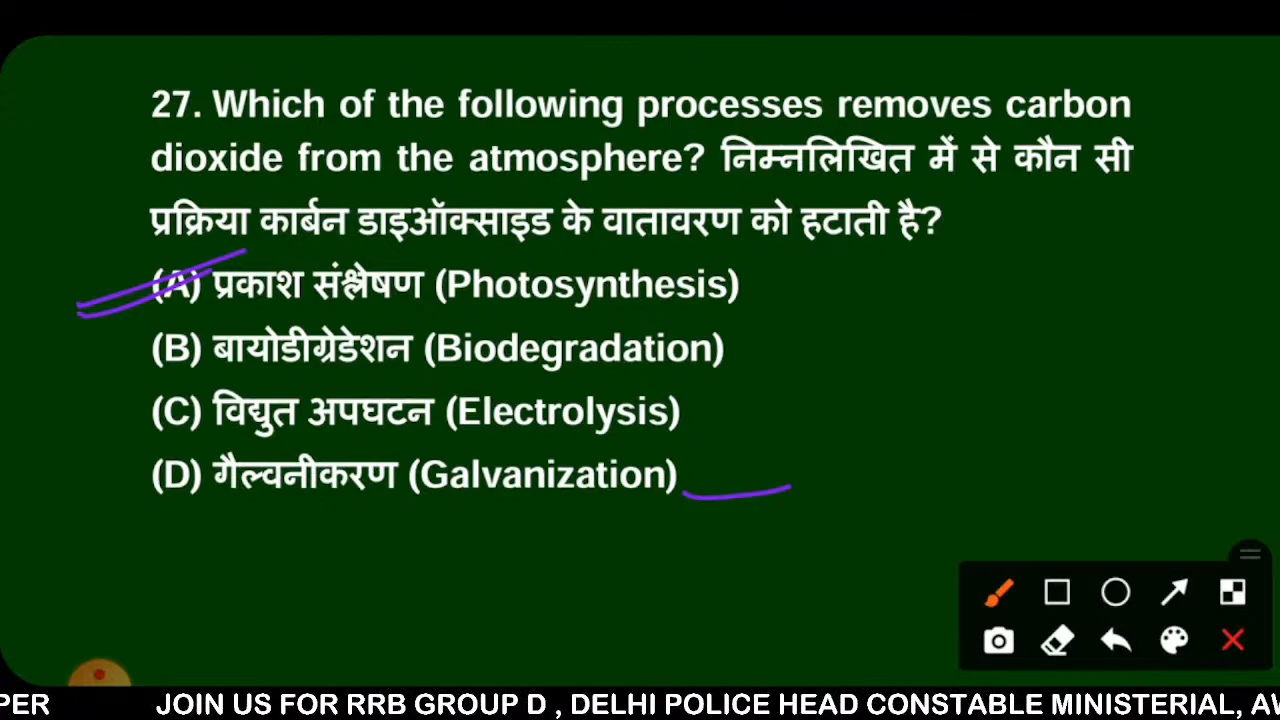 27. Which of the following processes removes carbon
dioxide from the atmosphere? निम्नलिखित में से कौन सी
प्रक्रिया कार्बन डाइऑक्साइड के वातावरण को हटाती है?
(A) प्रकाश संश्लेषण (Photosynthesis)
(B) बायोडीग्रेडेशन (Biodegradation)
(C) विद्युत अपघटन (Electrolysis)
(D) गैल्वनीकरण (Galvanization)
PER JOIN US FOR RRB GROUP D , DELHI POLICE HEAD CONSTABLE MINISTERIAL,